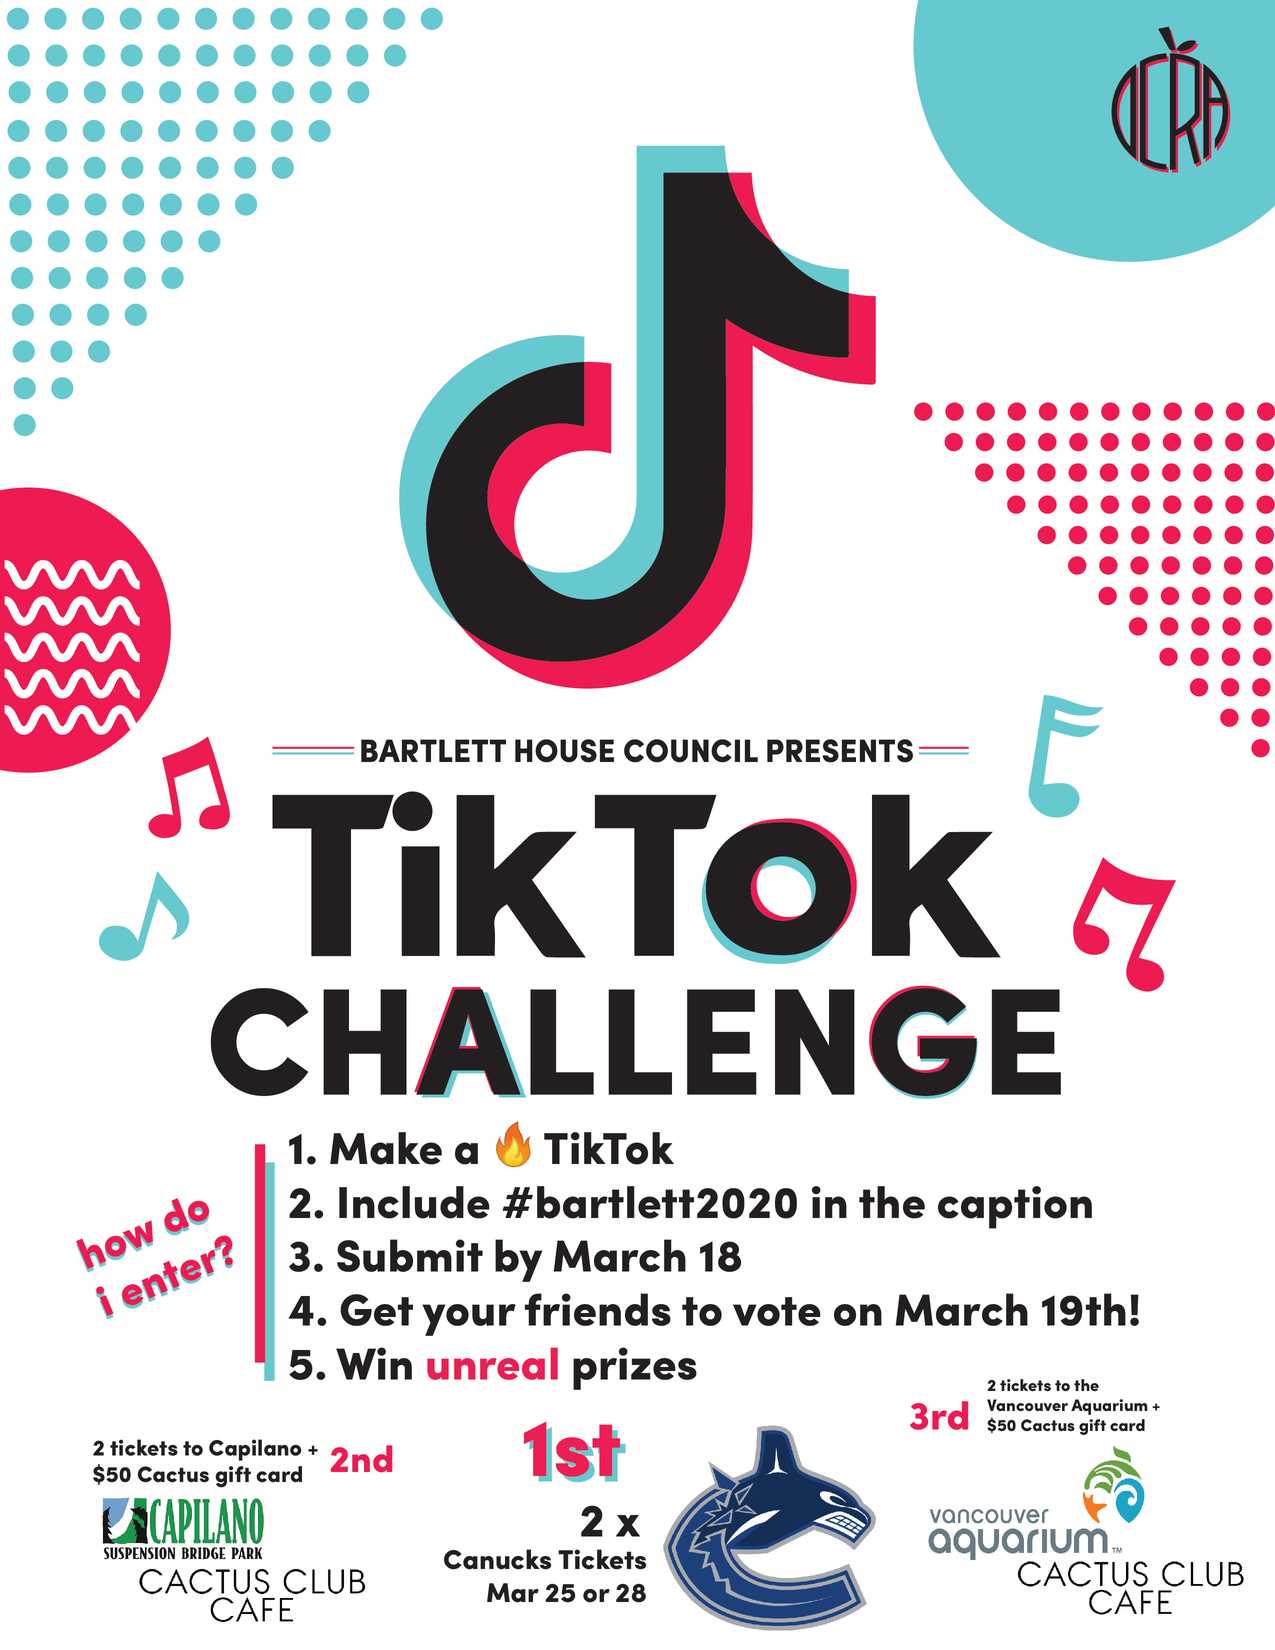 OCRA
BARTLETT HOUSE COUNCIL PRESENTS
TikTok
CHALLENGE
how do
i enter?
1. Make a 🔥 TikTok
2. Include #bartlett2020 in the caption
3. Submit by March 18
4. Get your friends to vote on March 19th!
5. Win unreal prizes
2 tickets to Capilano +
$50 Cactus gift card
2nd
CAPILANO
SUSPENSION BRIDGE PARK
CACTUS CLUB
CAFE
1st
2 x
Canucks Tickets
Mar 25 or 28
3rd
2 tickets to the
Vancouver Aquarium +
$50 Cactus gift card
vancouver
aquarium™
CACTUS CLUB
CAFE